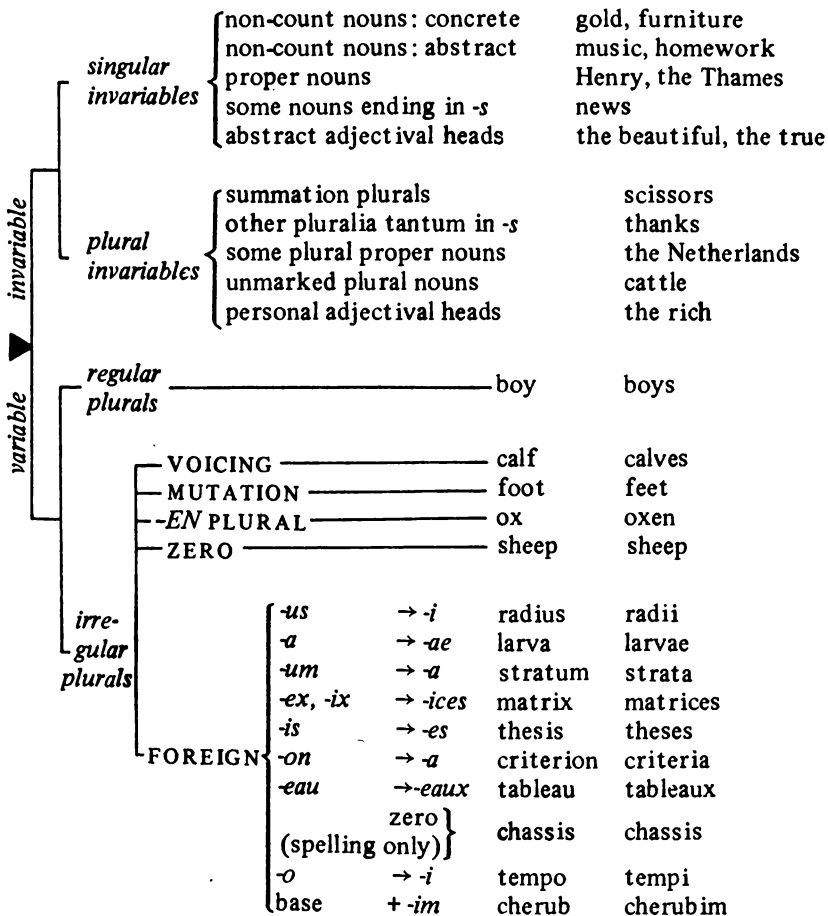 non-count nouns: concrete gold, furniture
non-count nouns: abstract music, homework
singular invariables proper nouns Henry, the Thames
some nouns ending in -s news
abstract adjectival heads the beautiful, the true
summation plurals scissors
other pluralia tantum in -s thanks
plural invariables some plural proper nouns the Netherlands
unmarked plural nouns cattle
personal adjectival heads the rich
invariable
variable
regular plurals boy boys
VOICING calf calves
MUTATION foot feet
-EN PLURAL ox oxen
ZERO sheep sheep
irre-
gular
plurals
FOREIGN
-us → -i radius radii
-a → -ae larva larvae
-um → -a stratum strata
-ex, -ix → -ices matrix matrices
-is → -es thesis theses
-on → -a criterion criteria
-eau →-eaux tableau tableaux
zero
(spelling only) chassis chassis
-o → -i tempo tempi
base + -im cherub cherubim